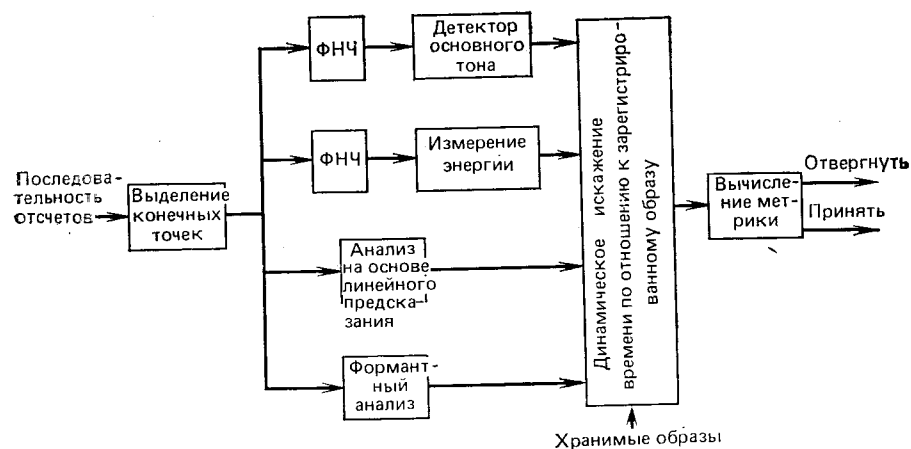 Последова-
тельность
отсчетов
Выделение
конечных
точек
ФНЧ
Детектор
основного
тона
ФНЧ
Измерение
энергии
Анализ
на основе
линейного
предска-
зания
Формант-
ный
анализ
Динамическое искажение
времени по отношению к зарегистриро-
ванному образу
Хранимые образы
Вычисле-
ние мет-
рики
Отвергнуть
Принять